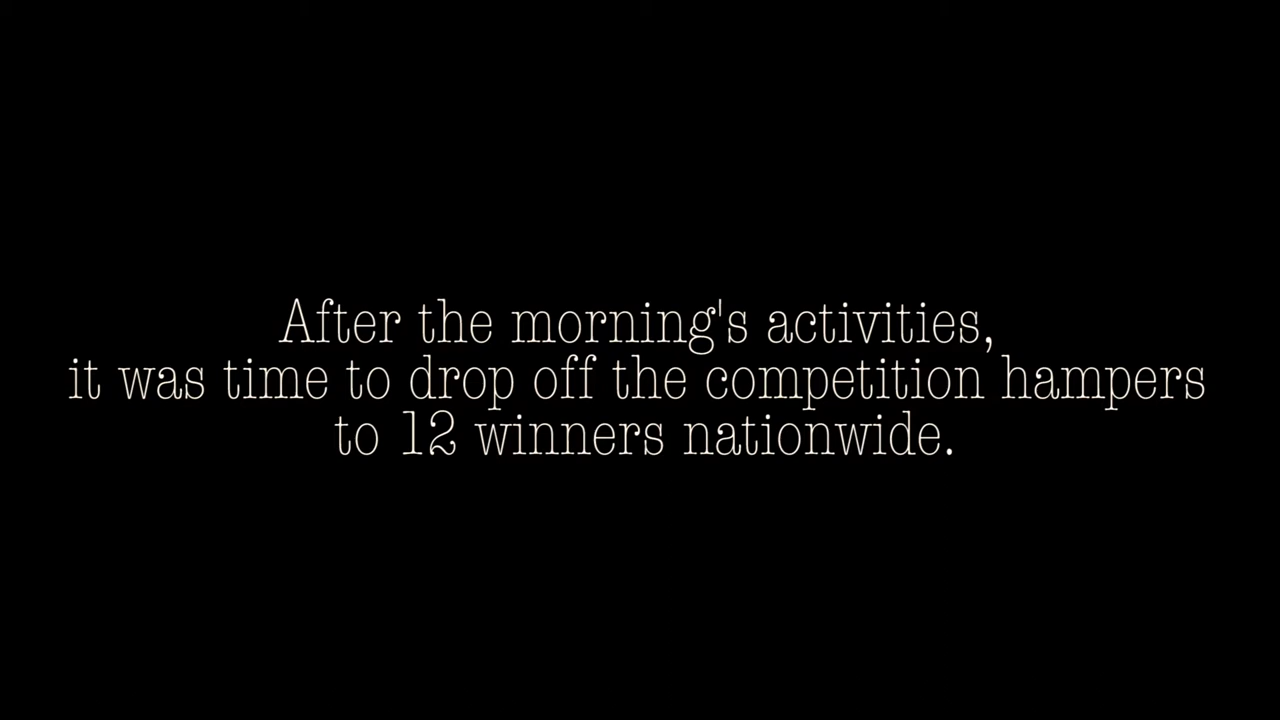 After the morning's activities,
it was time to drop off the competition hampers
to 12 winners nationwide.